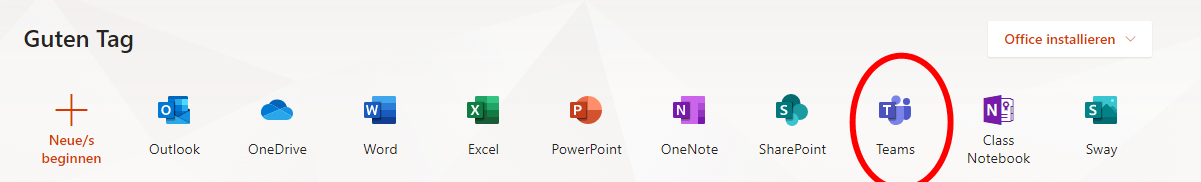 Guten Tag
Office installieren
Neue/s
beginnen
Outlook
OneDrive
Word
Excel
PowerPoint
OneNote
SharePoint
Teams
Class
Notebook
Sway